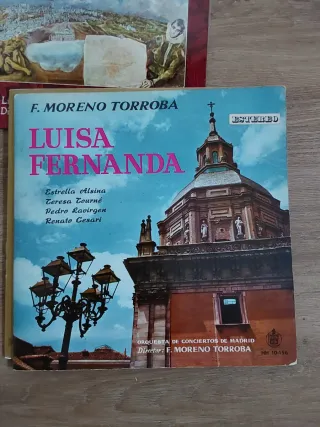 F. MORENO TORROBA
ESTEREO
LUISA
FERNANDA
Estrella Alsina
Teresa Tourné
Pedro Lavirgen
Renato Cesari
ORQUESTA DE CONCIERTOS DE MADRID
Director: F. MORENO TORROBA